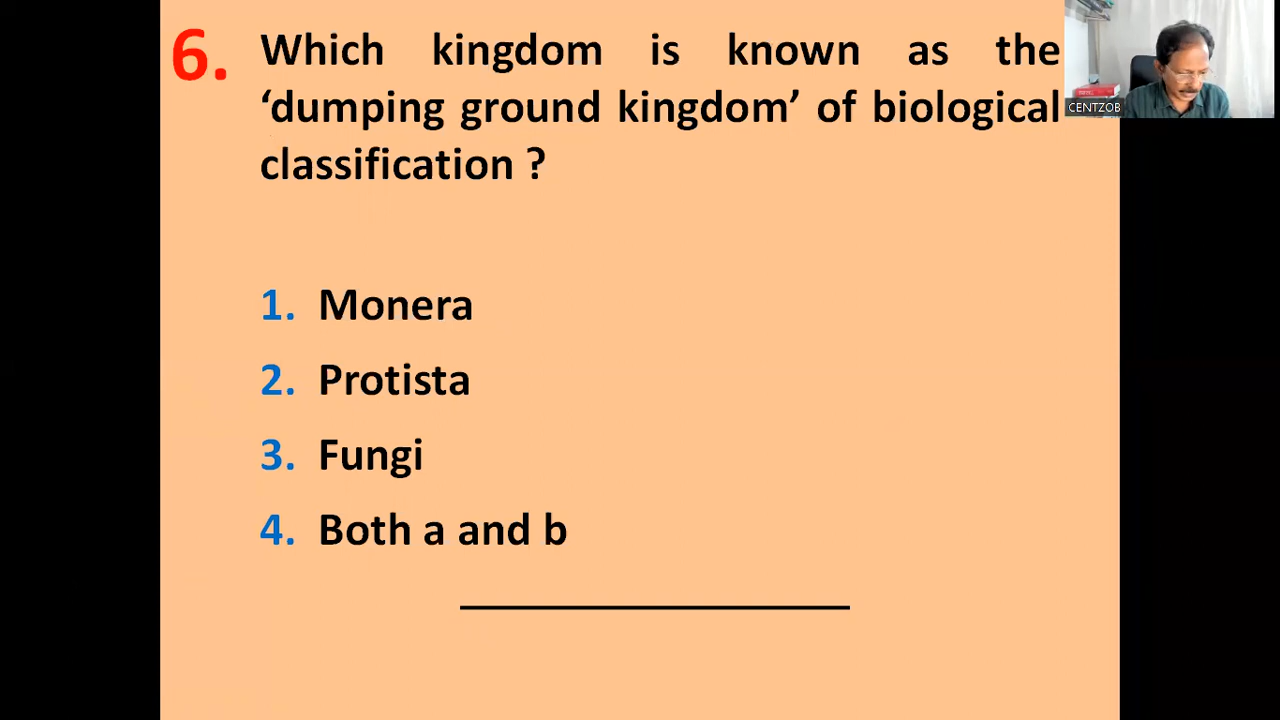 6. Which kingdom is known as the
‘dumping ground kingdom’ of biological
classification ?
CENTZOB
1. Monera
2. Protista
3. Fungi
4. Both a and b